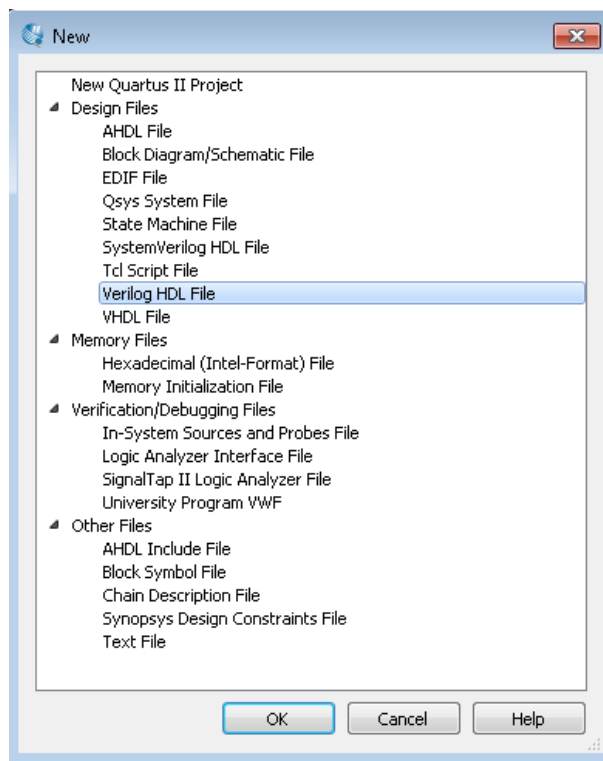 New
New Quartus II Project
Design Files
AHDL File
Block Diagram/Schematic File
EDIF File
Qsys System File
State Machine File
SystemVerilog HDL File
Tcl Script File
Verilog HDL File
VHDL File
Memory Files
Hexadecimal (Intel-Format) File
Memory Initialization File
Verification/Debugging Files
In-System Sources and Probes File
Logic Analyzer Interface File
SignalTap II Logic Analyzer File
University Program VWF
Other Files
AHDL Include File
Block Symbol File
Chain Description File
Synopsys Design Constraints File
Text File
OK Cancel Help